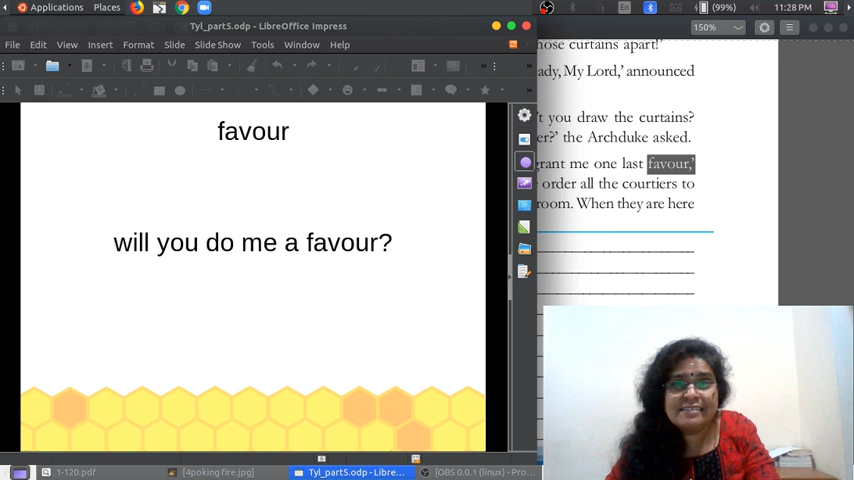 Applications Places
En
(99%)
11:28 PM
Tyl_part5.odp - LibreOffice Impress
150%
File Edit View Insert Format Slide Slide Show Tools Window Help
those curtains apart!'
ady, My Lord,' announced
't you draw the curtains?
er?' the Archduke asked.
grant me one last favour,'
order all the courtiers to
room. When they are here
favour
will you do me a favour?
1-120.pdf
[4poking fire.jpg]
Tyl_part5.odp - Libre...
[OBS 0.0.1 (linux) - Pro...